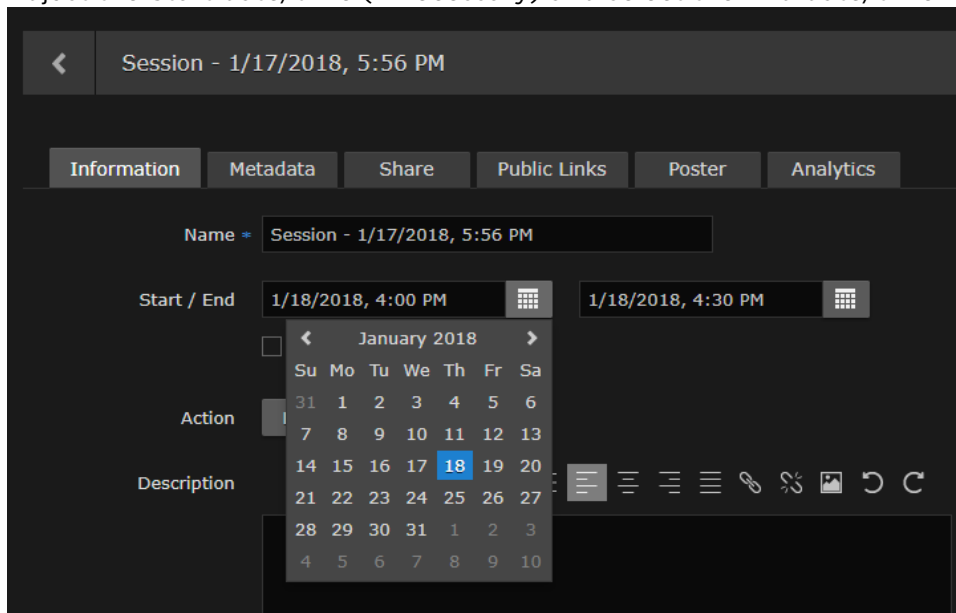 Session - 1/17/2018, 5:56 PM
Information Metadata Share Public Links Poster Analytics
Name * Session - 1/17/2018, 5:56 PM
Start / End 1/18/2018, 4:00 PM 1/18/2018, 4:30 PM
January 2018
Su Mo Tu We Th Fr Sa
31 1 2 3 4 5 6
Action
7 8 9 10 11 12 13
14 15 16 17 18 19 20
Description
21 22 23 24 25 26 27
28 29 30 31 1 2 3
4 5 6 7 8 9 10